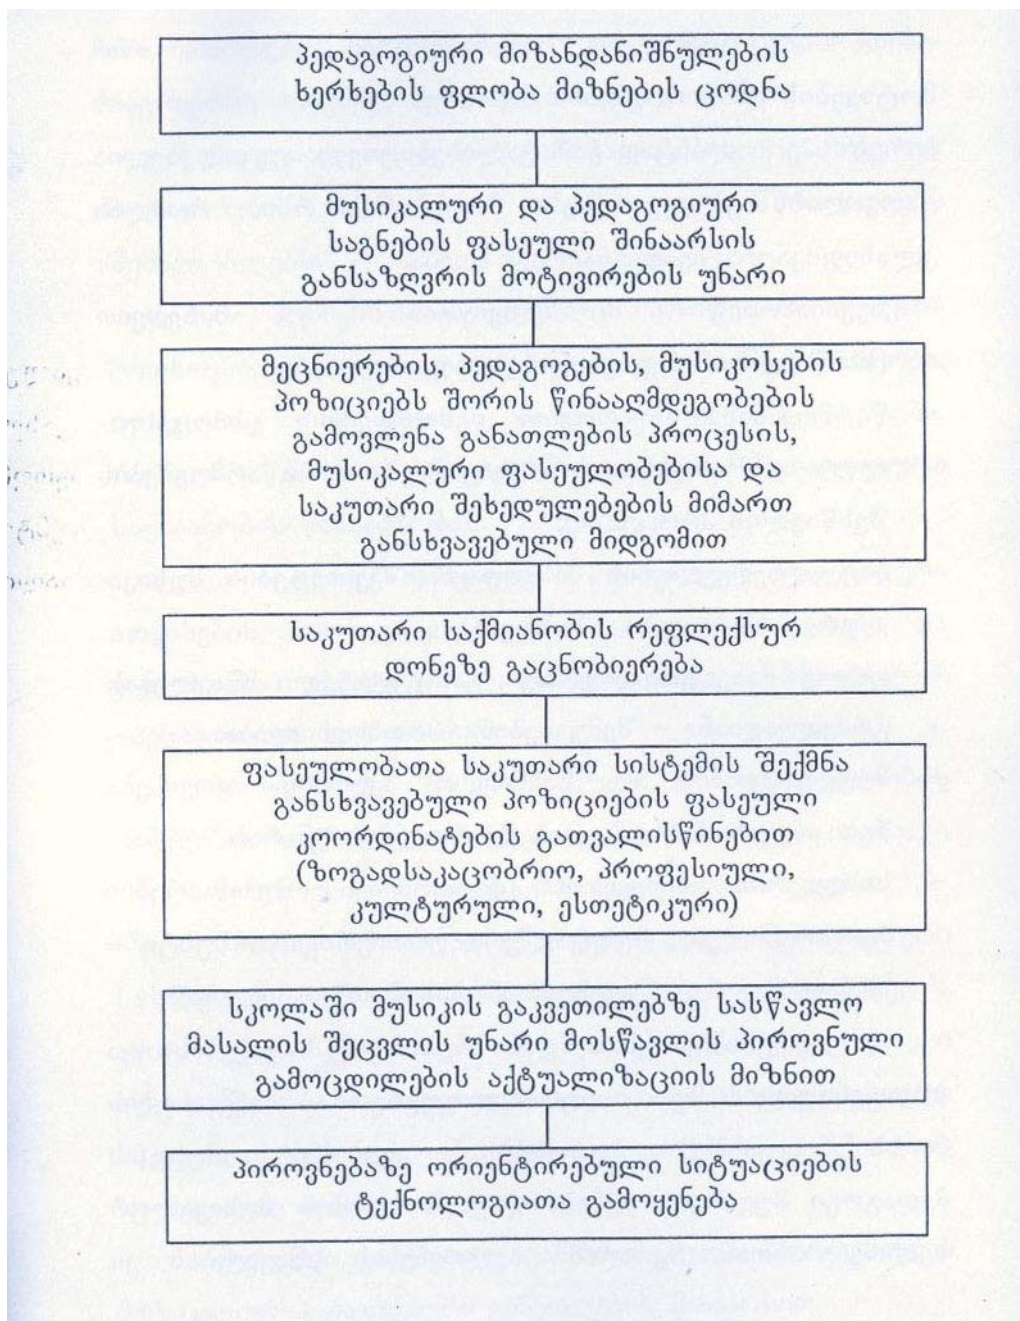 პედაგოგიური მიზანდანიშნულების
ხერხების ფლობა მიზნების ცოდნა
მუსიკალური და პედაგოგიური
საგნების ფასეული შინაარსის
განსაზღვრის მოტივირების უნარი
მეცნიერების, პედაგოგების, მუსიკოსების
პოზიციებს შორის წინააღმდეგობების
გამოვლენა განათლების პროცესის,
მუსიკალური ფასეულობებისა და
საკუთარი შეხედულებების მიმართ
განსხვავებული მიდგომით
საკუთარი საქმიანობის რეფლექსურ
დონეზე გაცნობიერება
ფასეულობათა საკუთარი სისტემის შექმნა
განსხვავებული პოზიციების ფასეული
კოორდინატების გათვალისწინებით
(ზოგადსაკაცობრიო, პროფესიული,
კულტურული, ესთეტიკური)
სკოლაში მუსიკის გაკვეთილებზე სასწავლო
მასალის შეცვლის უნარი მოსწავლის პიროვნული
გამოცდილების აქტუალიზაციის მიზნით
პიროვნებაზე ორიენტირებული სიტუაციების
ტექნოლოგიათა გამოყენება